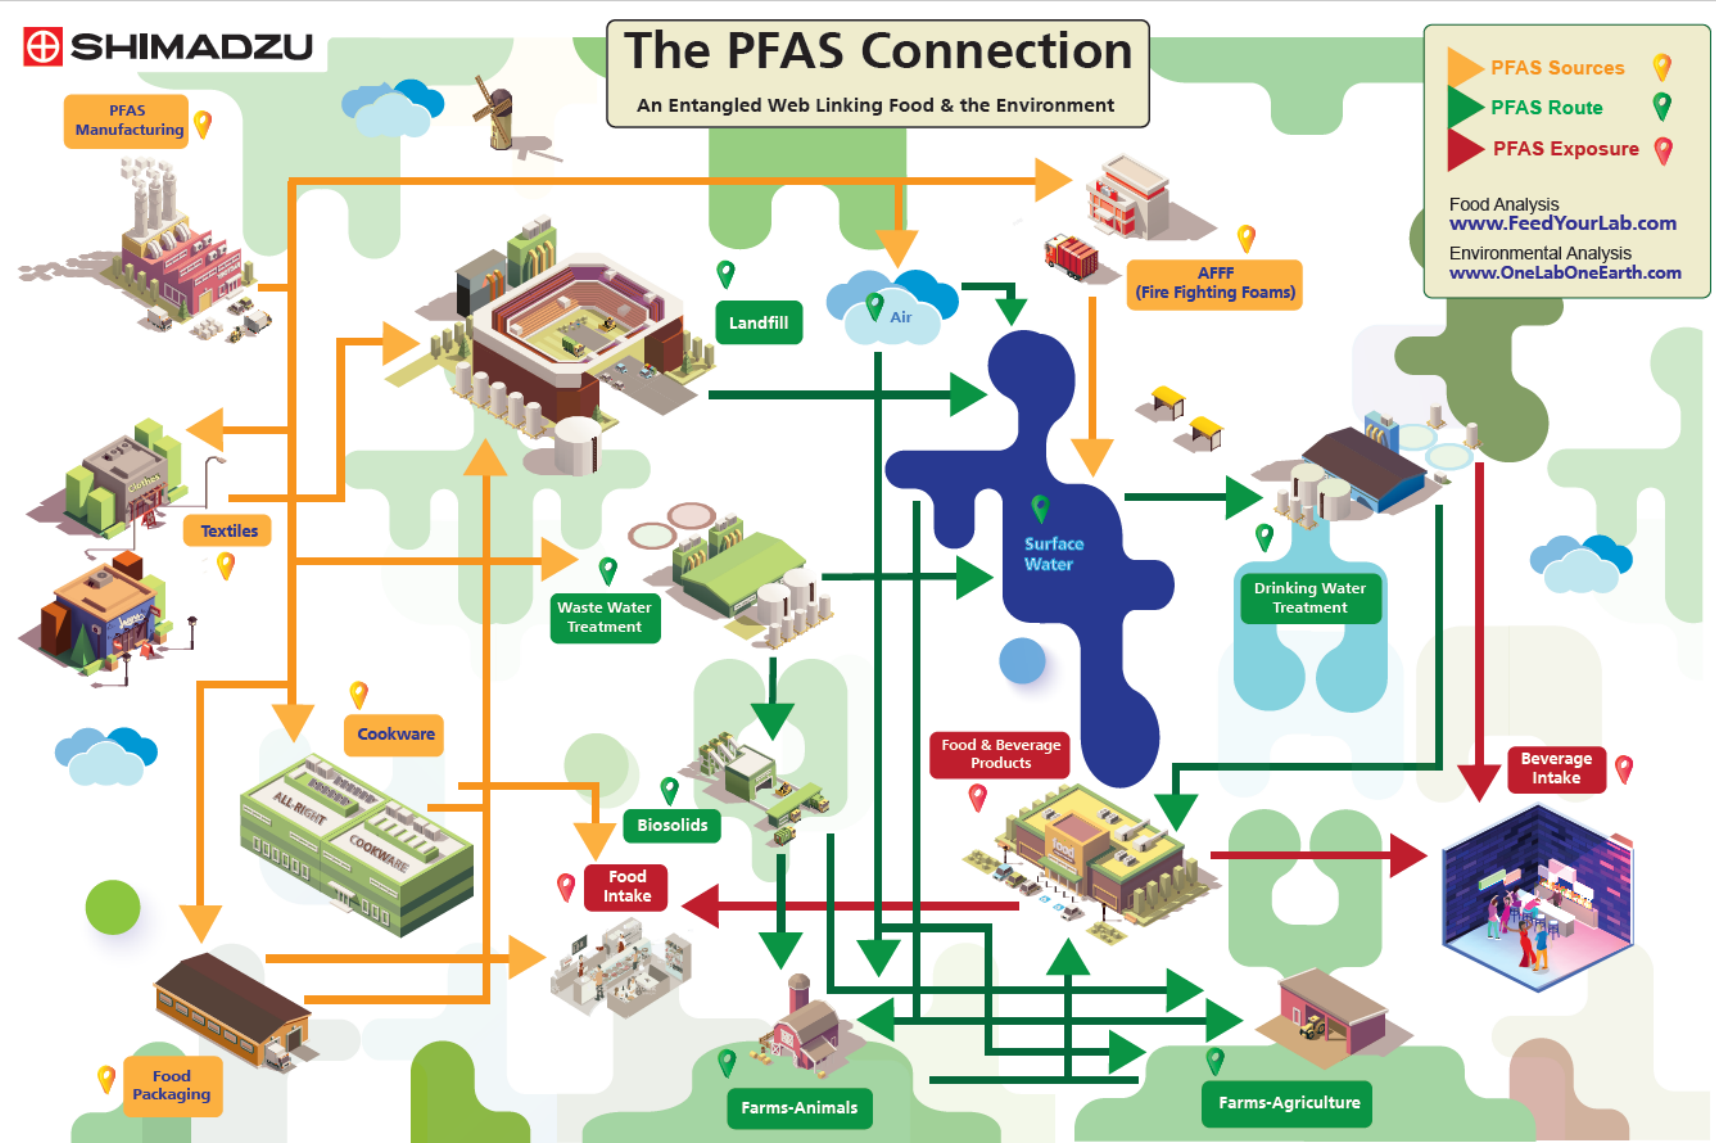 SHIMADZU
The PFAS Connection
An Entangled Web Linking Food & the Environment
PFAS Sources
PFAS Route
PFAS Exposure
Food Analysis
www.FeedYourLab.com
Environmental Analysis
www.OneLabOneEarth.com
PFAS
Manufacturing
AFFF
(Fire Fighting Foams)
Landfill
Air
Clothes
Textiles
Surface
Water
Waste Water
Treatment
Drinking Water
Treatment
Cookware
ALL-RIGHT
COOKWARE
Food & Beverage
Products
food
Beverage
Intake
Biosolids
Food
Intake
Food
Packaging
Farms-Animals
Farms-Agriculture